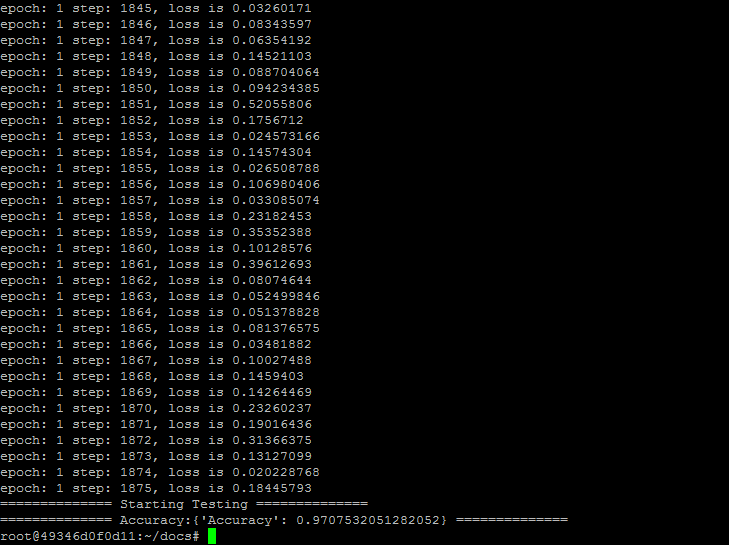 epoch: 1 step: 1845, loss is 0.03260171
epoch: 1 step: 1846, loss is 0.08343597
epoch: 1 step: 1847, loss is 0.06354192
epoch: 1 step: 1848, loss is 0.14521103
epoch: 1 step: 1849, loss is 0.088704064
epoch: 1 step: 1850, loss is 0.094234385
epoch: 1 step: 1851, loss is 0.52055806
epoch: 1 step: 1852, loss is 0.1756712
epoch: 1 step: 1853, loss is 0.024573166
epoch: 1 step: 1854, loss is 0.14574304
epoch: 1 step: 1855, loss is 0.026508788
epoch: 1 step: 1856, loss is 0.106980406
epoch: 1 step: 1857, loss is 0.033085074
epoch: 1 step: 1858, loss is 0.23182453
epoch: 1 step: 1859, loss is 0.35352388
epoch: 1 step: 1860, loss is 0.10128576
epoch: 1 step: 1861, loss is 0.39612693
epoch: 1 step: 1862, loss is 0.08074644
epoch: 1 step: 1863, loss is 0.052499846
epoch: 1 step: 1864, loss is 0.051378828
epoch: 1 step: 1865, loss is 0.081376575
epoch: 1 step: 1866, loss is 0.03481882
epoch: 1 step: 1867, loss is 0.10027488
epoch: 1 step: 1868, loss is 0.1459403
epoch: 1 step: 1869, loss is 0.14264469
epoch: 1 step: 1870, loss is 0.23260237
epoch: 1 step: 1871, loss is 0.19016436
epoch: 1 step: 1872, loss is 0.31366375
epoch: 1 step: 1873, loss is 0.13127099
epoch: 1 step: 1874, loss is 0.020228768
epoch: 1 step: 1875, loss is 0.18445793
============== Starting Testing ==============
============== Accuracy:{'Accuracy': 0.9707532051282052} ==============
root@49346d0f0d11:~/docs#